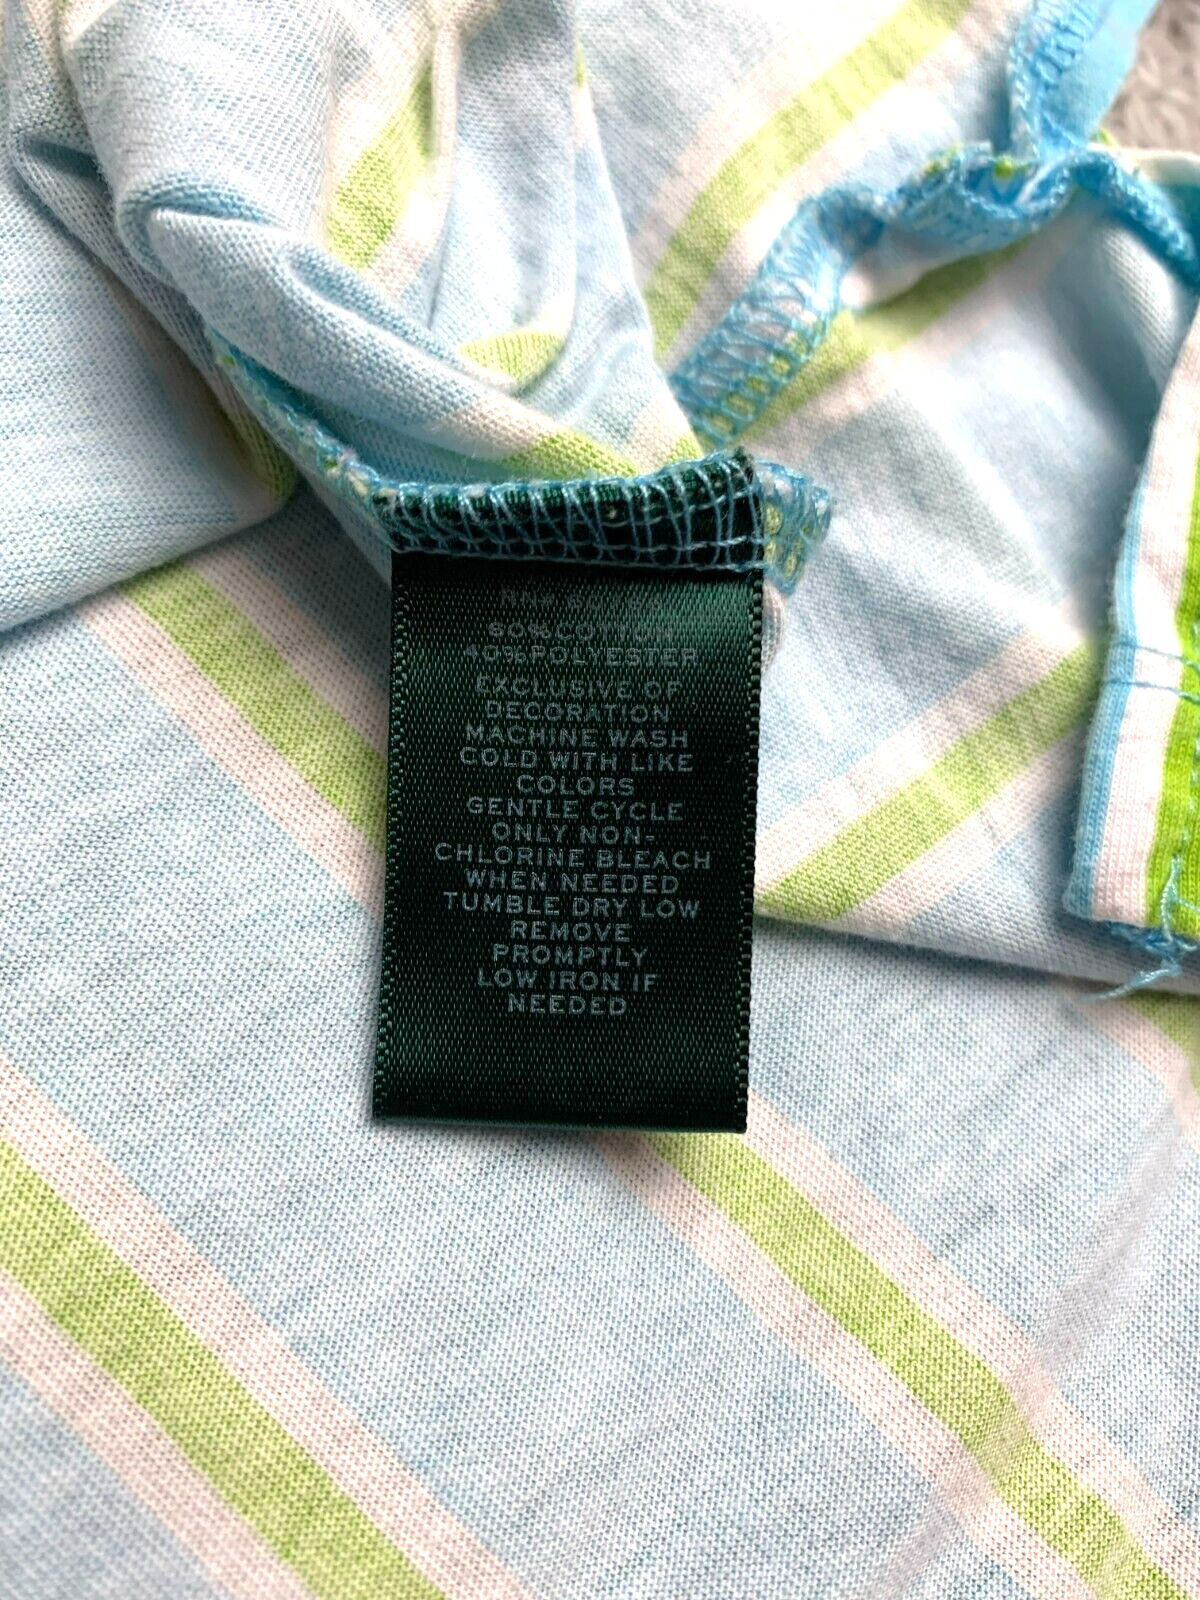 60% COTTON
40% POLYESTER
EXCLUSIVE OF
DECORATION
MACHINE WASH
COLD WITH LIKE
COLORS
GENTLE CYCLE
ONLY NON-
CHLORINE BLEACH
WHEN NEEDED
TUMBLE DRY LOW
REMOVE
PROMPTLY
LOW IRON IF
NEEDED